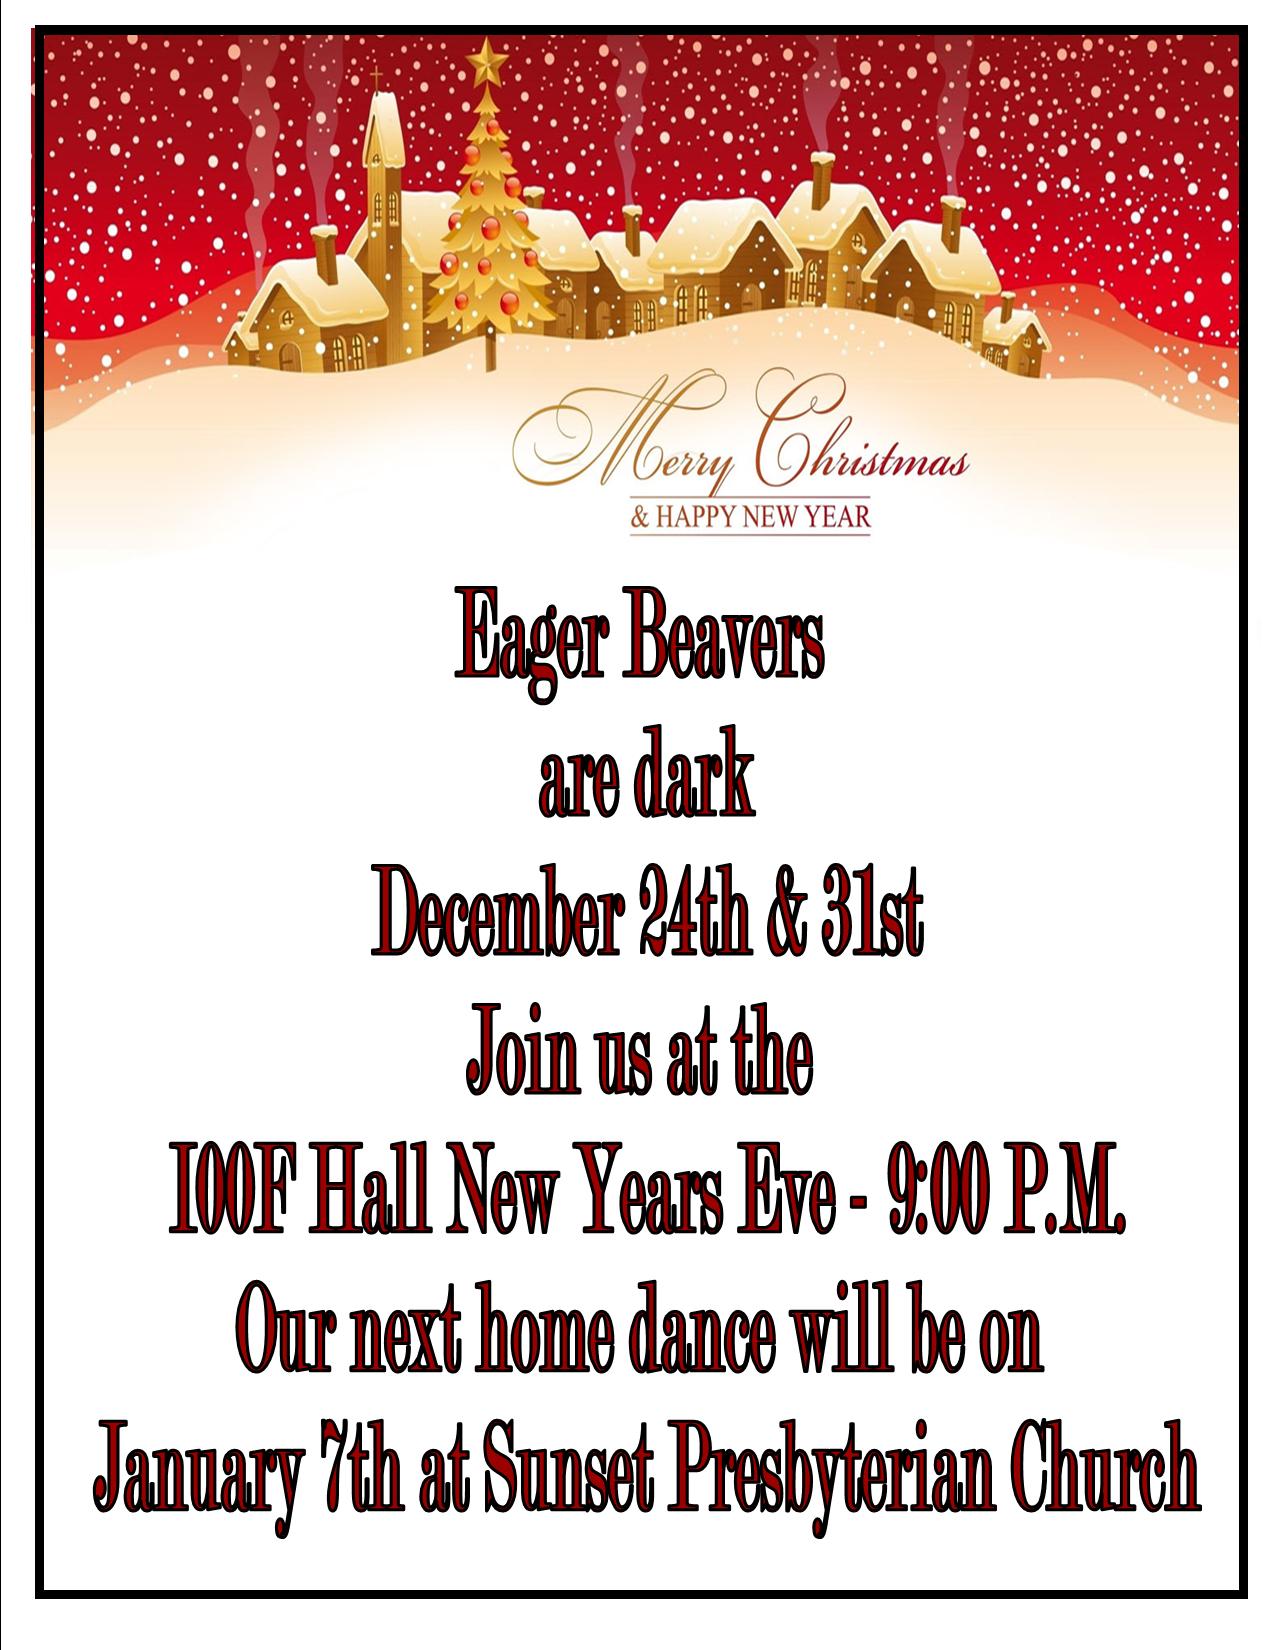 Merry Christmas
& HAPPY NEW YEAR
Eager Beavers
are dark
December 24th & 31st
Join us at the
I00F Hall New Years Eve - 9:00 P.M.
Our next home dance will be on
January 7th at Sunset Presbyterian Church